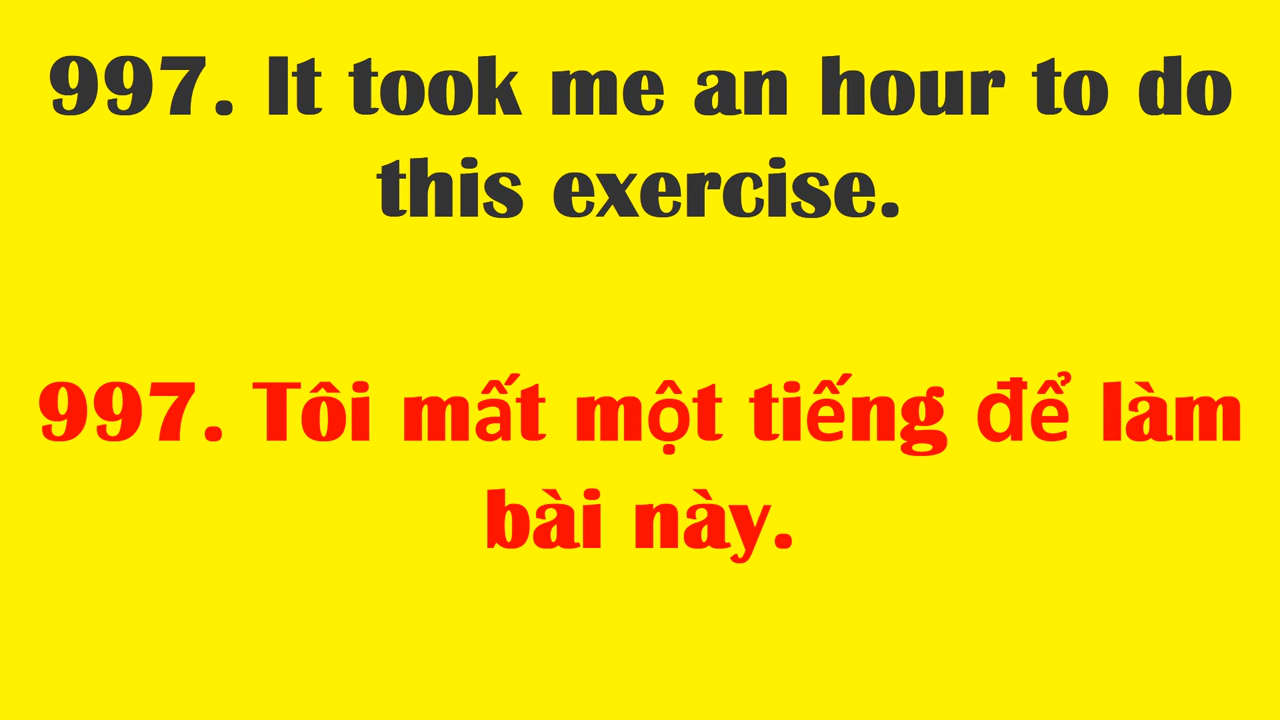 997. It took me an hour to do
this exercise.
997. Tôi mất một tiếng để làm
bài này.